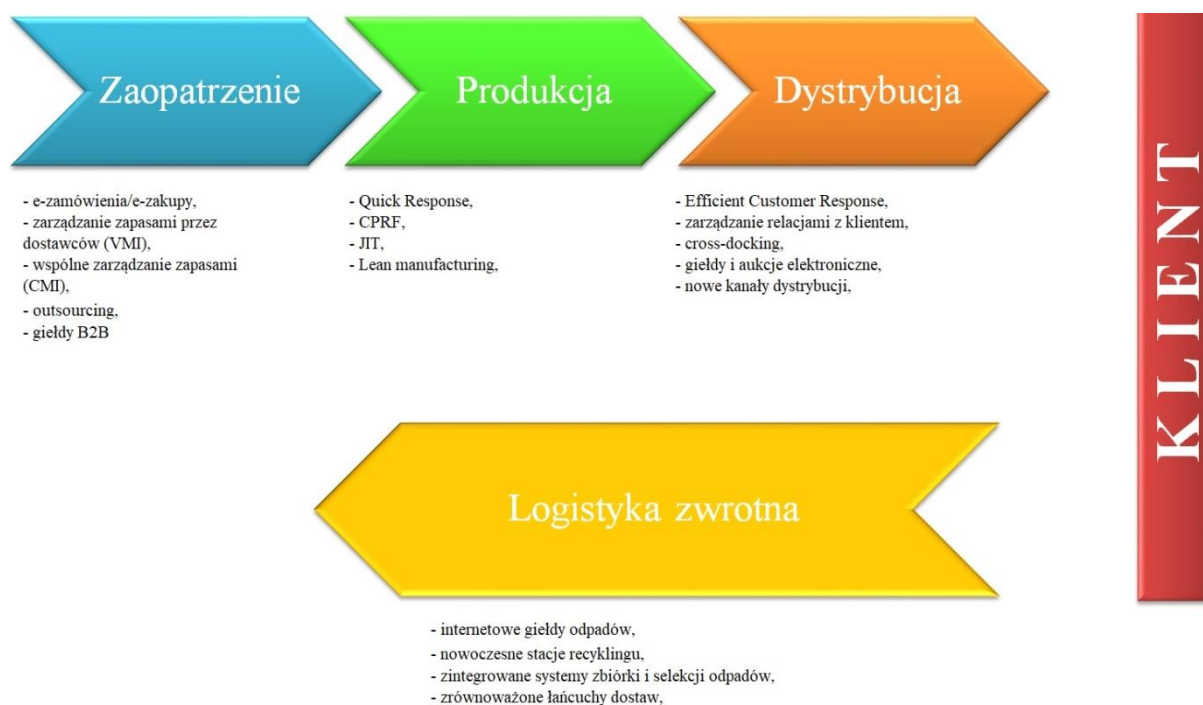 Zaopatrzenie
Produkcja
Dystrybucja
- e-zamówienia/e-zakupy,
- zarządzanie zapasami przez
dostawców (VMI),
- wspólne zarządzanie zapasami
(CMI),
- outsourcing,
- giełdy B2B
- Quick Response,
- CPRF,
- JIT,
- Lean manufacturing,
- Efficient Customer Response,
- zarządzanie relacjami z klientem,
- cross-docking,
- giełdy i aukcje elektroniczne,
- nowe kanały dystrybucji,
KLIENT
Logistyka zwrotna
- internetowe giełdy odpadów,
- nowoczesne stacje recyklingu,
- zintegrowane systemy zbiórki i selekcji odpadów,
- zrównoważone łańcuchy dostaw,